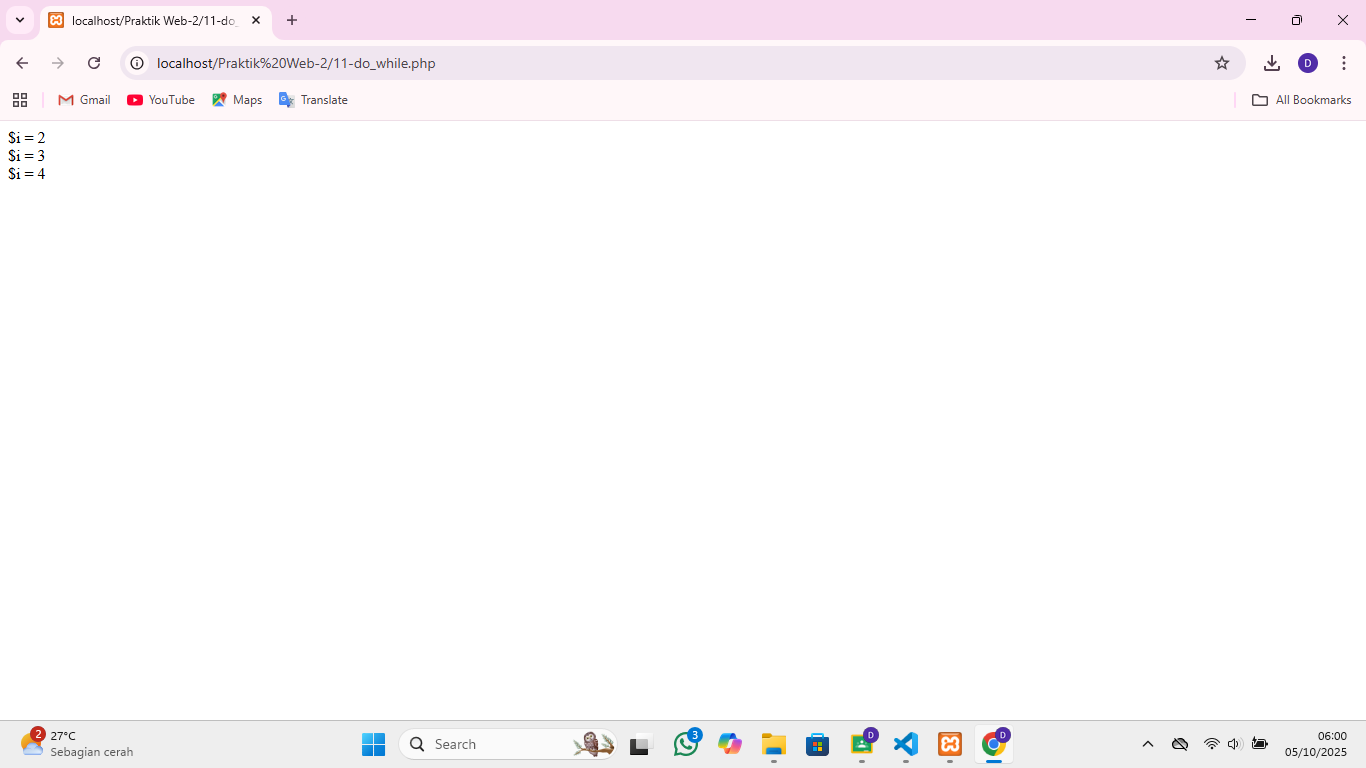 localhost/Praktik Web-2/11-do_
localhost/Praktik%20Web-2/11-do_while.php
D
Gmail
YouTube
Maps
Translate
All Bookmarks
$i = 2
$i = 3
$i = 4
2
27°C
Sebagian cerah
Search
3
D
D
06:00
05/10/2025